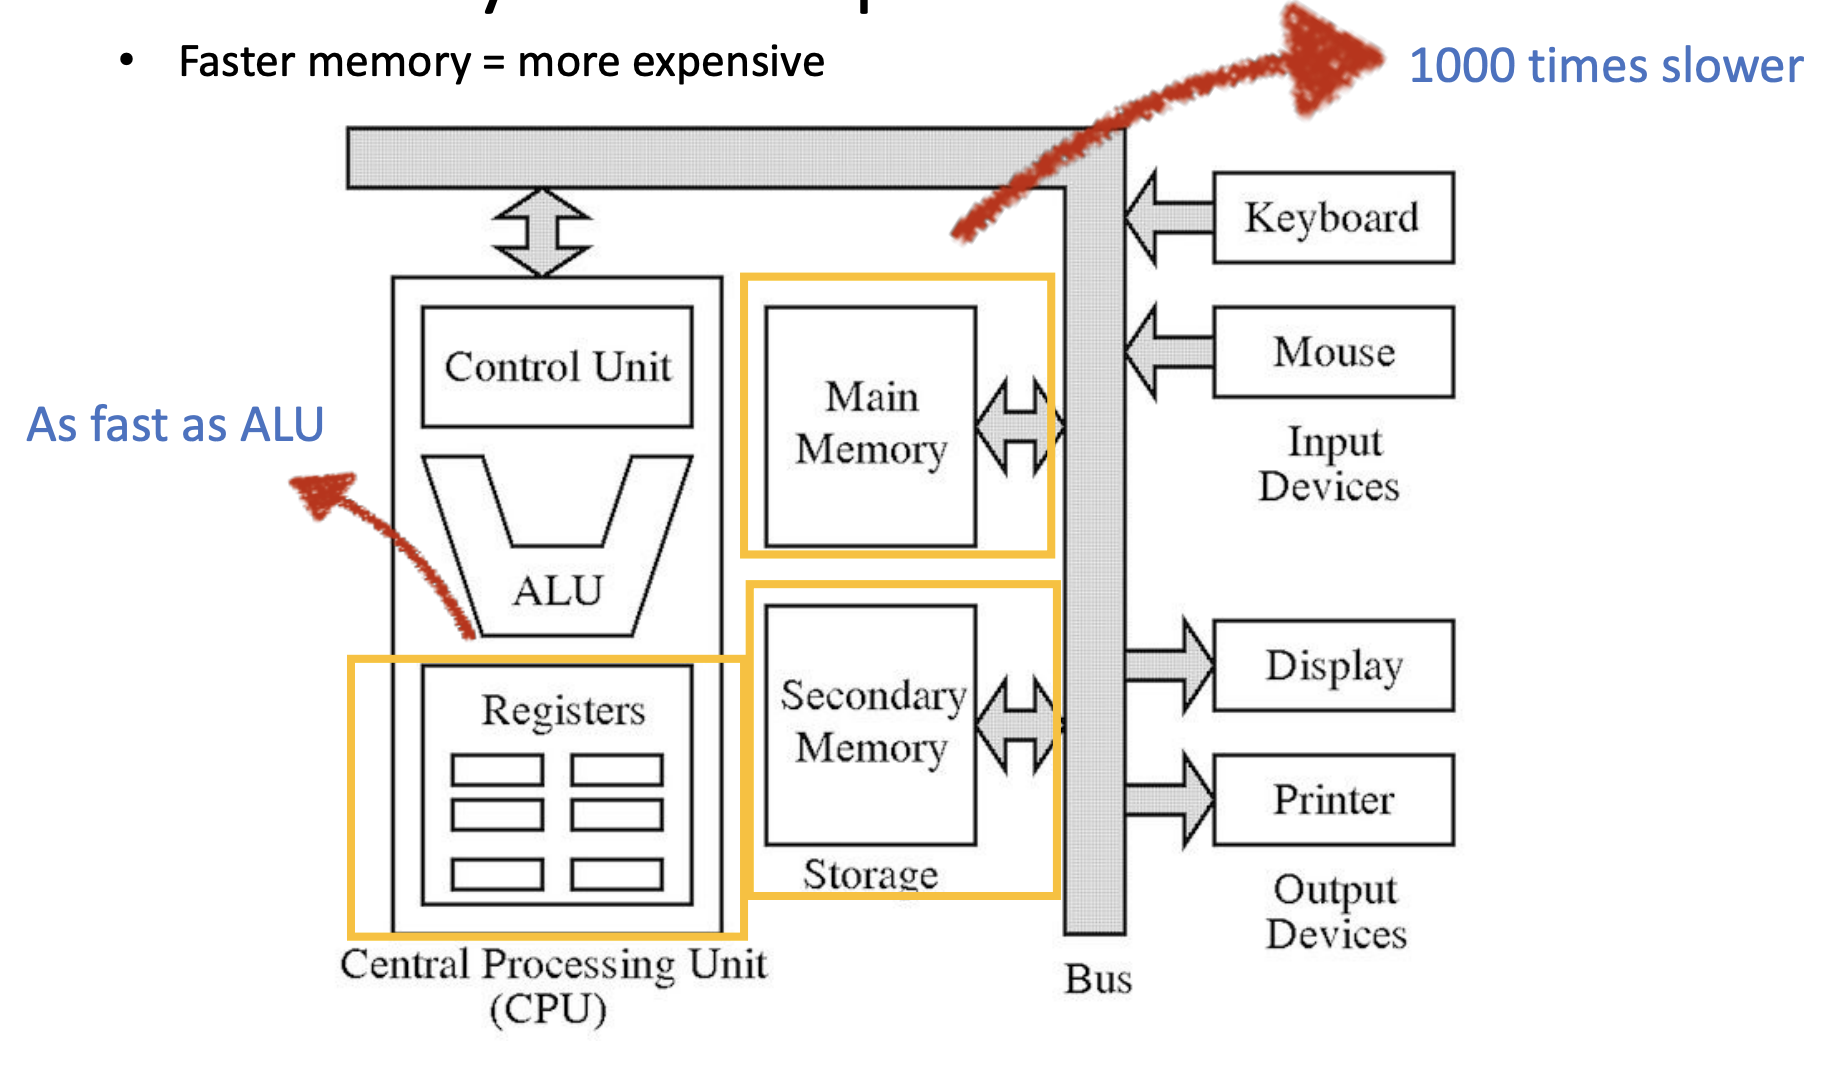 • Faster memory = more expensive
1000 times slower
As fast as ALU
Control Unit
ALU
Registers
Central Processing Unit
(CPU)
Main
Memory
Secondary
Memory
Storage
Bus
Keyboard
Mouse
Input
Devices
Display
Printer
Output
Devices